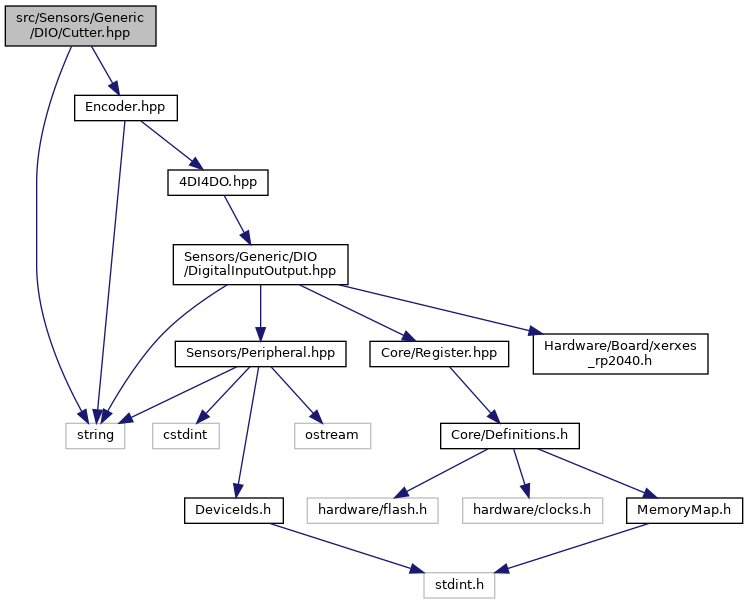 src/Sensors/Generic
/DIO/Cutter.hpp
Encoder.hpp
4DI4DO.hpp
Sensors/Generic/DIO
/DigitalInputOutput.hpp
Sensors/Peripheral.hpp
Core/Register.hpp
Hardware/Board/xerxes
_rp2040.h
string
cstdint
ostream
Core/Definitions.h
DeviceIds.h
hardware/flash.h
hardware/clocks.h
MemoryMap.h
stdint.h